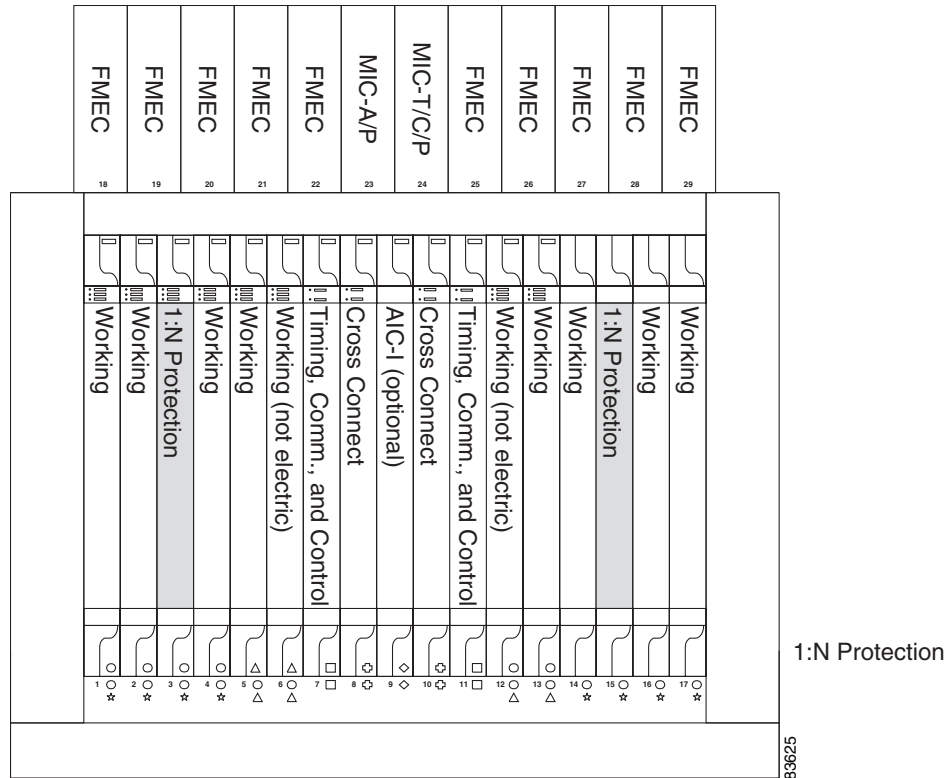 FMEC
FMEC
FMEC
FMEC
FMEC
MIC-A/P
MIC-T/C/P
FMEC
FMEC
FMEC
FMEC
FMEC
18
19
20
21
22
23
24
25
26
27
28
29
Working
Working
1:N Protection
Working
Working
Working (not electric)
Timing, Comm., and Control
Cross Connect
AIC-I (optional)
Cross Connect
Timing, Comm., and Control
Working (not electric)
Working
Working
1:N Protection
Working
Working
1
2
3
4
5
6
7
8
9
10
11
12
13
14
15
16
17
1:N Protection
83625